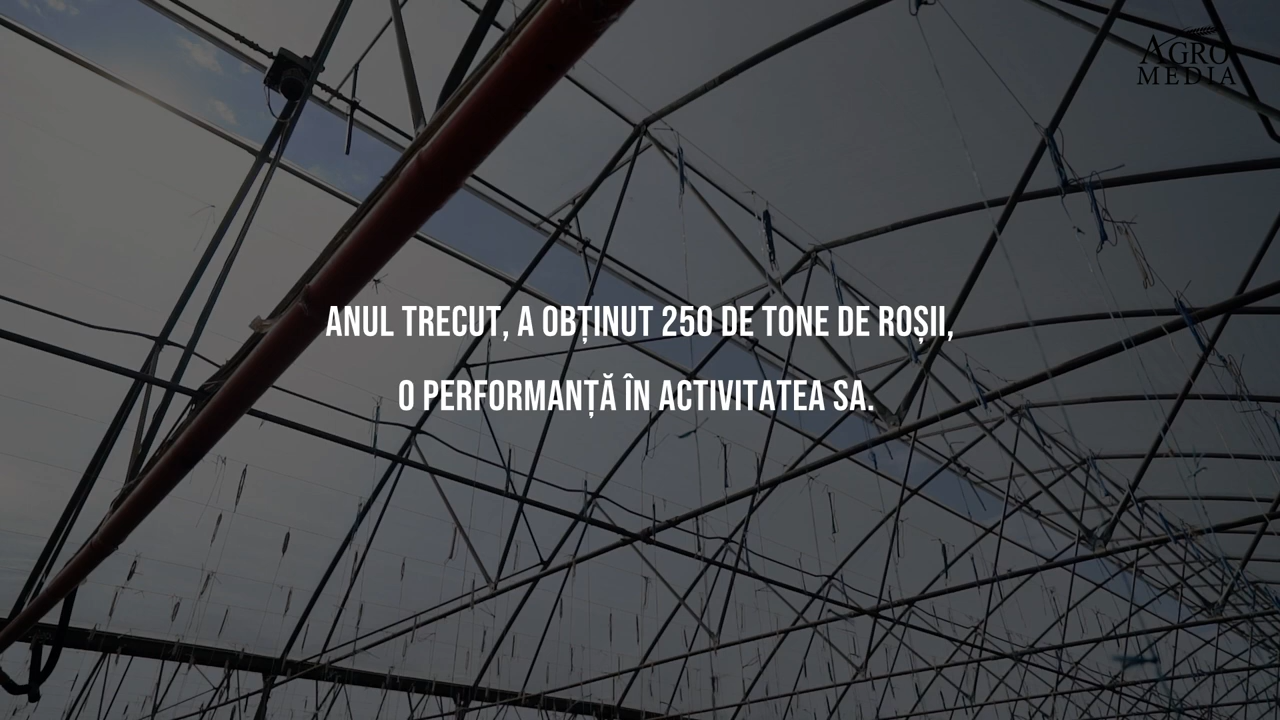 AGRO
MEDIA
ANUL TRECUT, A OBȚINUT 250 DE TONE DE ROȘII,
O PERFORMANȚĂ ÎN ACTIVITATEA SA.